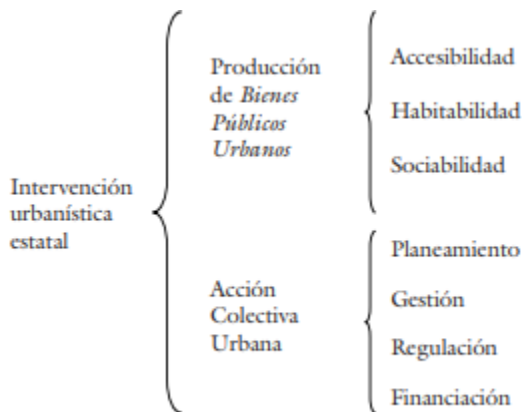 Intervención
urbanística
estatal
Producción
de Bienes
Públicos
Urbanos
Accesibilidad
Habitabilidad
Sociabilidad
Acción
Colectiva
Urbana
Planeamiento
Gestión
Regulación
Financiación